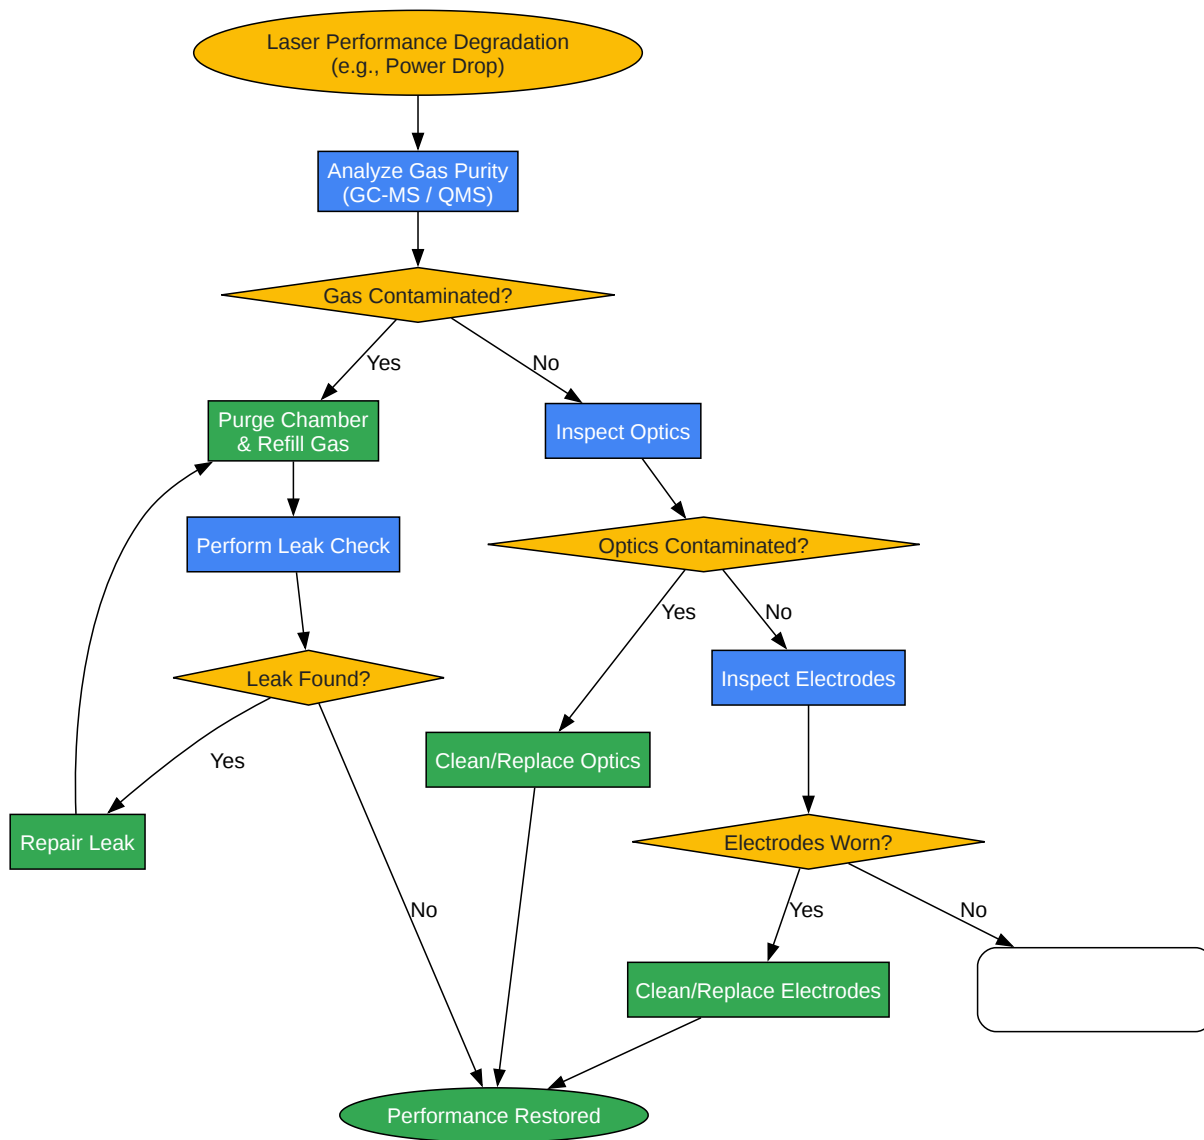 Laser Performance Degradation
(e.g., Power Drop)
Analyze Gas Purity
(GC-MS / QMS)
Gas Contaminated?
Yes
No
Purge Chamber
& Refill Gas
Inspect Optics
Perform Leak Check
Optics Contaminated?
Yes
No
Leak Found?
Inspect Electrodes
Yes
Clean/Replace Optics
Repair Leak
Electrodes Worn?
No
Yes
No
Clean/Replace Electrodes
Performance Restored